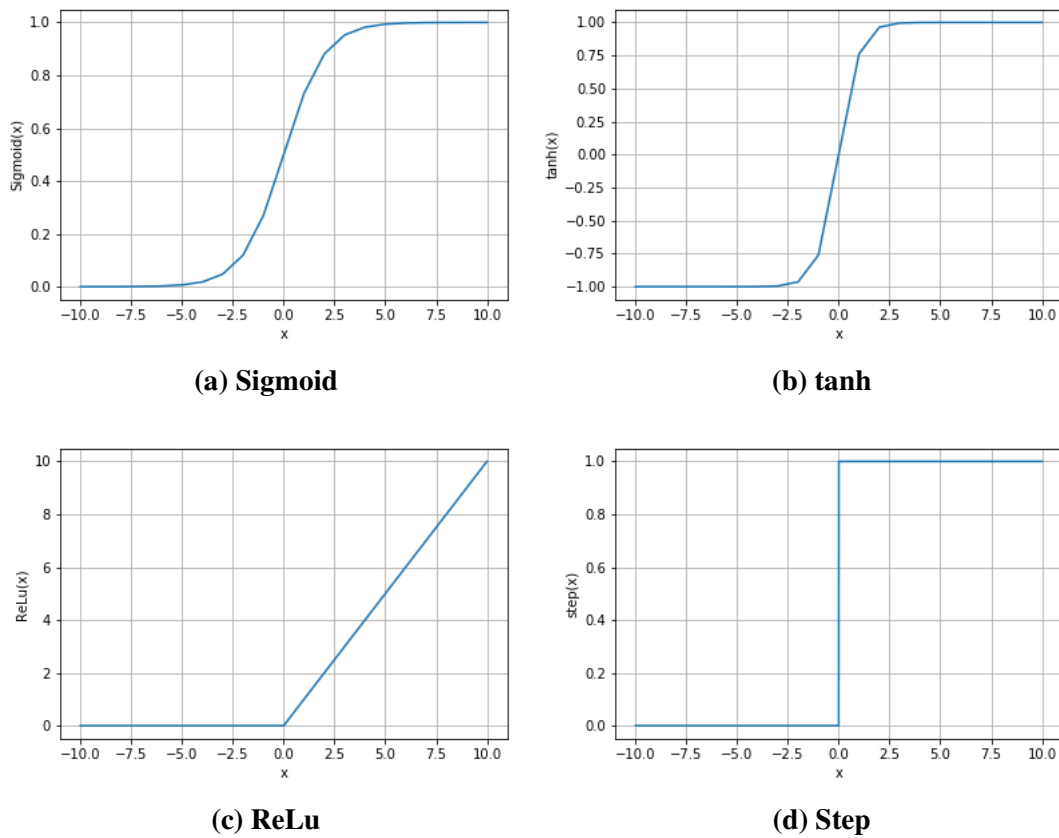 1.0
0.8
0.6
0.4
0.2
0.0
Sigmoid(x)
−10.0 −7.5 −5.0 −2.5 0.0 2.5 5.0 7.5 10.0
x
(a) Sigmoid
1.00
0.75
0.50
0.25
0.00
−0.25
−0.50
−0.75
−1.00
tanh(x)
−10.0 −7.5 −5.0 −2.5 0.0 2.5 5.0 7.5 10.0
x
(b) tanh
10
8
6
4
2
0
ReLu(x)
−10.0 −7.5 −5.0 −2.5 0.0 2.5 5.0 7.5 10.0
x
(c) ReLu
1.0
0.8
0.6
0.4
0.2
0.0
step(x)
−10.0 −7.5 −5.0 −2.5 0.0 2.5 5.0 7.5 10.0
x
(d) Step